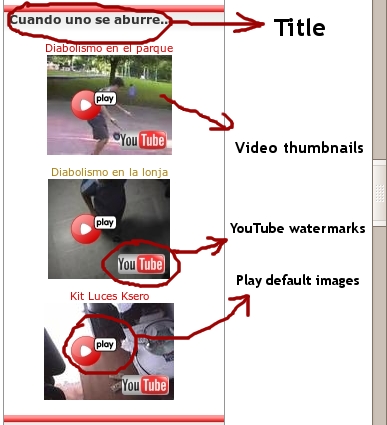 Cuando uno se aburre...
Title
Diabolismo en el parque
play
YouTube
Video thumbnails
Diabolismo en la lonja
play
YouTube
YouTube watermarks
Play default images
Kit Luces Ksero
play
YouTube